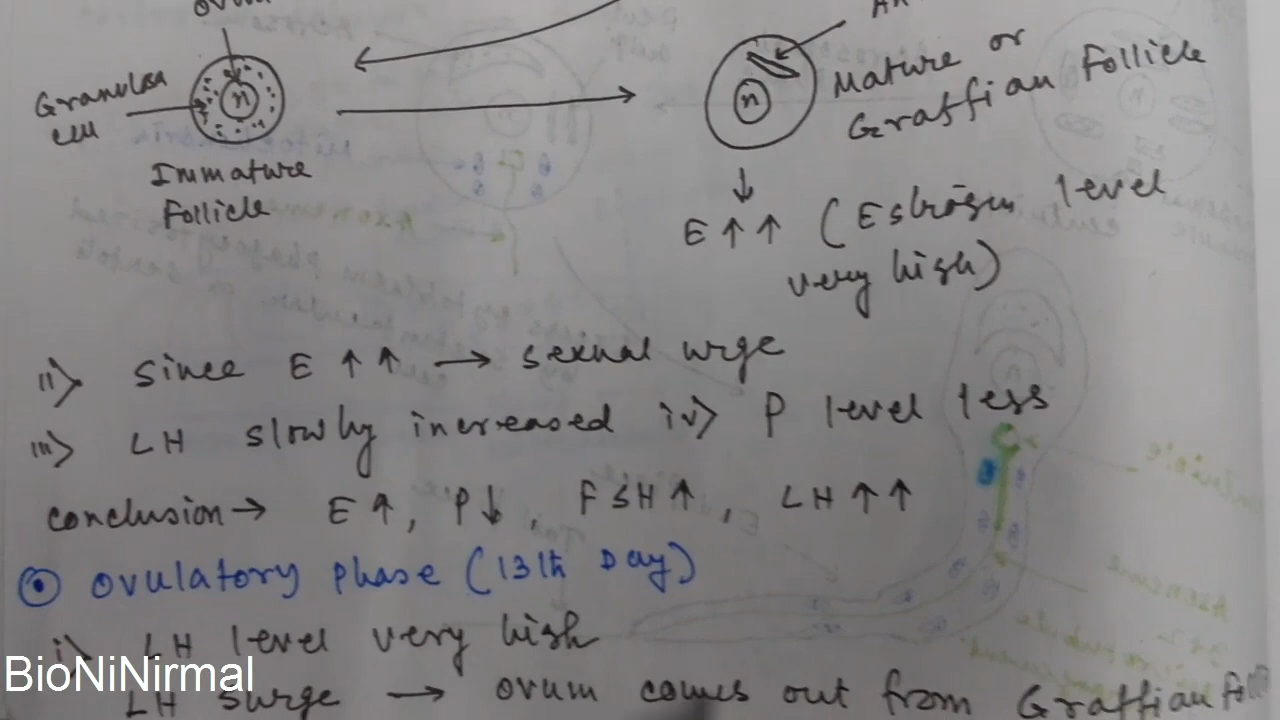 Granulosa
cell
n
Immature
Follicle
n
Mature or
Graffian Follicle
E ↑ ↑ ( Estrogen level
very high)
ii) since E ↑ ↑ → sexual urge
iii) LH slowly increased iv) P level less
conclusion → E ↑, P↓, FSH ↑, LH ↑ ↑
ovulatory phase (13th Day)
i) LH level very high
BioNiNirmal
LH surge → ovum comes out from Graffian